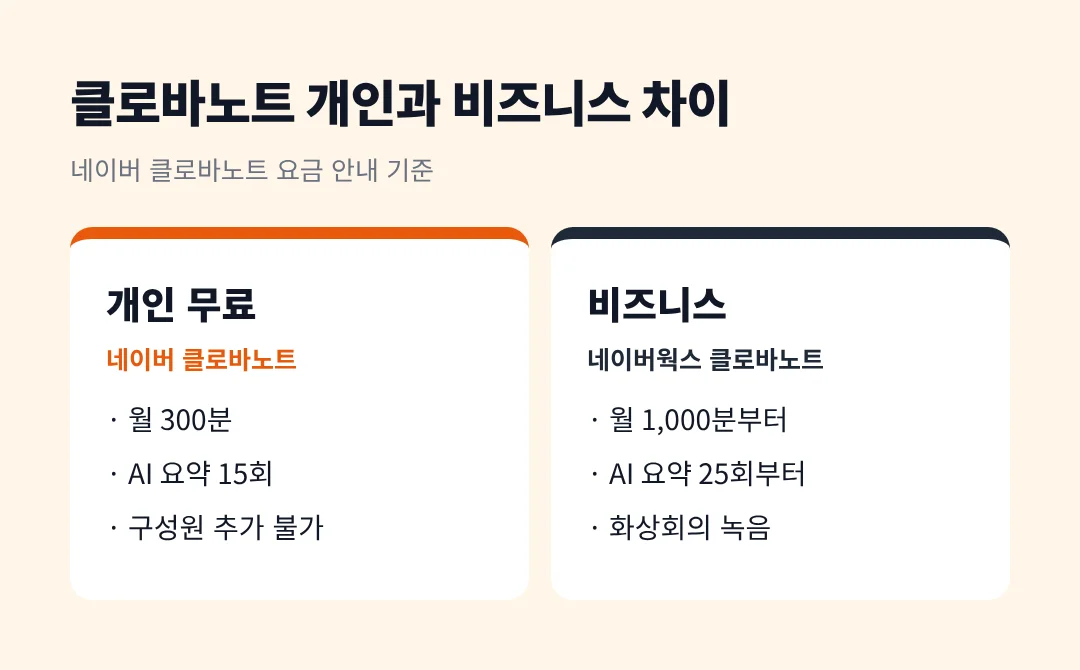 클로바노트 개인과 비즈니스 차이
네이버 클로바노트 요금 안내 기준
개인 무료
네이버 클로바노트
· 월 300분
· AI 요약 15회
· 구성원 추가 불가
비즈니스
네이버웍스 클로바노트
· 월 1,000분부터
· AI 요약 25회부터
· 화상회의 녹음